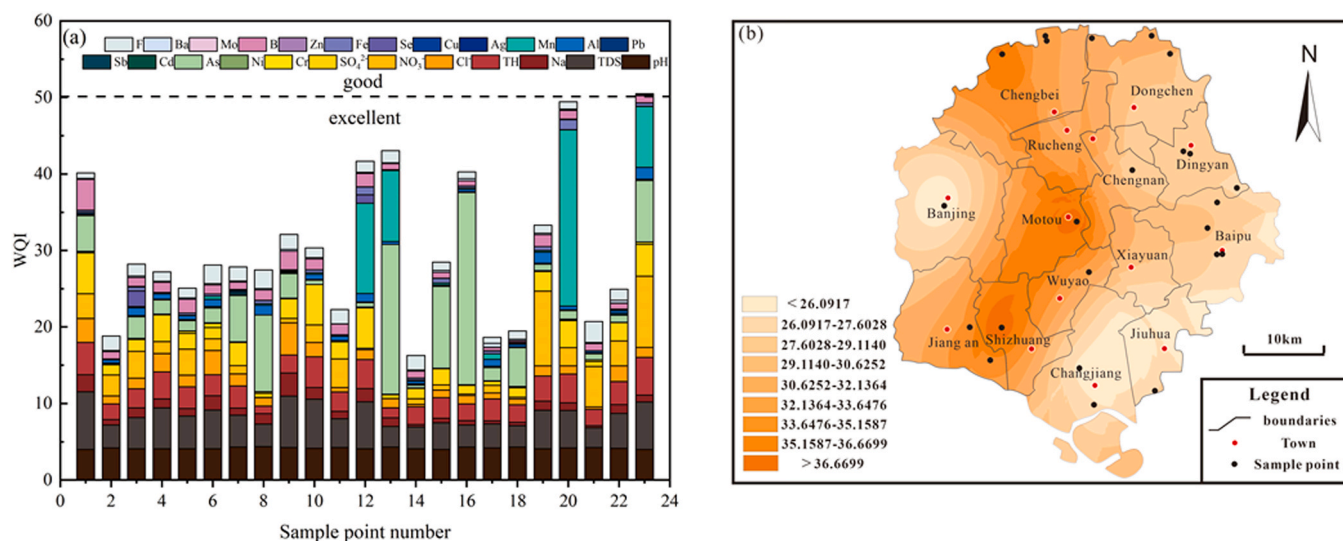 (a)
60
50
40
30
20
10
0
WQI
F Ba Mo B Zn Fe Se Cu Ag Mn Al Pb
Sb Cd As Ni Cr SO₄²⁻ NO₃⁻ Cl⁻ TH Na TDS pH
good
excellent
0 2 4 6 8 10 12 14 16 18 20 22 24
Sample point number
(b)
N
Chengbei
Dongchen
Rucheng
Dingyan
Chengnan
Banjing
Motou
Baipu
Xiayuan
Wuyao
Jiang an
Shizhuang
Jiuhua
Changjiang
< 26.0917
26.0917-27.6028
27.6028-29.1140
29.1140-30.6252
30.6252-32.1364
32.1364-33.6476
33.6476-35.1587
35.1587-36.6699
> 36.6699
10km
Legend
boundaries
Town
Sample point